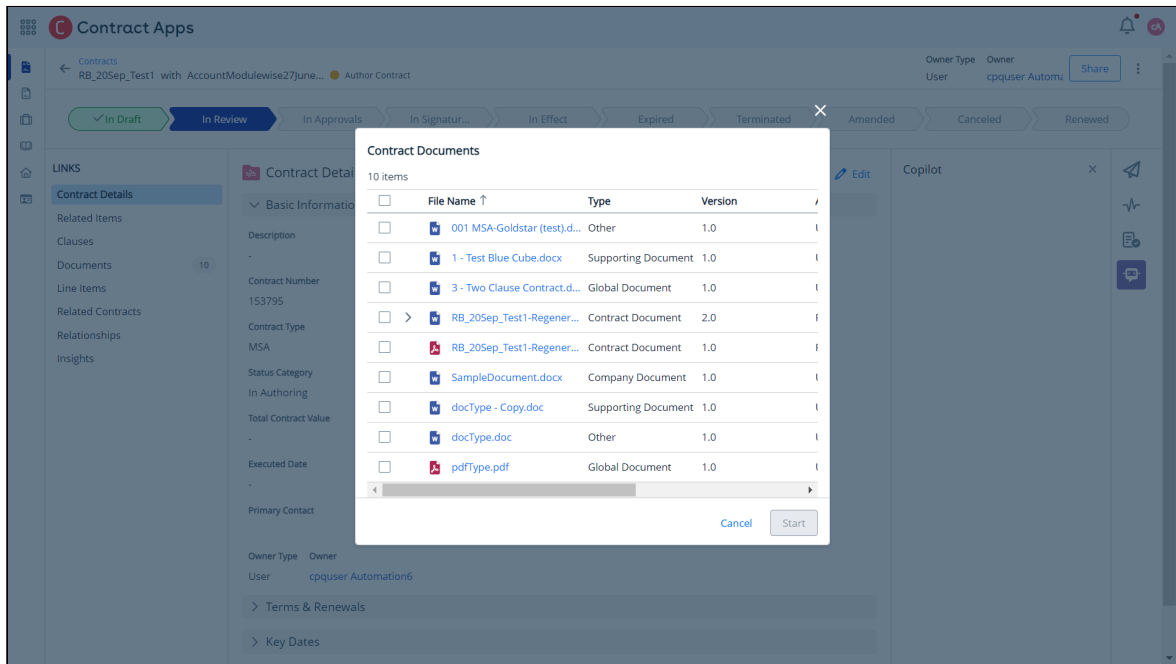 Contract Apps
CA
Contracts
RB_20Sep_Test1 with AccountModulewise27June... Author Contract
Owner Type Owner
User cpquser Automa
Share
In Draft In Review In Approvals In Signatur... In Effect Expired Terminated Amended Canceled Renewed
LINKS
Contract Details
Related Items
Clauses
Documents 10
Line Items
Related Contracts
Relationships
Insights
Contract Detai
Edit
Basic Informatio
Description
-
Contract Number
153795
Contract Type
MSA
Status Category
In Authoring
Total Contract Value
-
Executed Date
-
Primary Contact
Owner Type Owner
User cpquser Automation6
Terms & Renewals
Key Dates
Contract Documents
10 items
File Name ↑ Type Version
001 MSA-Goldstar (test).d... Other 1.0
1 - Test Blue Cube.docx Supporting Document 1.0
3 - Two Clause Contract.d... Global Document 1.0
RB_20Sep_Test1-Regener... Contract Document 2.0
RB_20Sep_Test1-Regener... Contract Document 1.0
SampleDocument.docx Company Document 1.0
docType - Copy.doc Supporting Document 1.0
docType.doc Other 1.0
pdfType.pdf Global Document 1.0
Cancel Start
Copilot